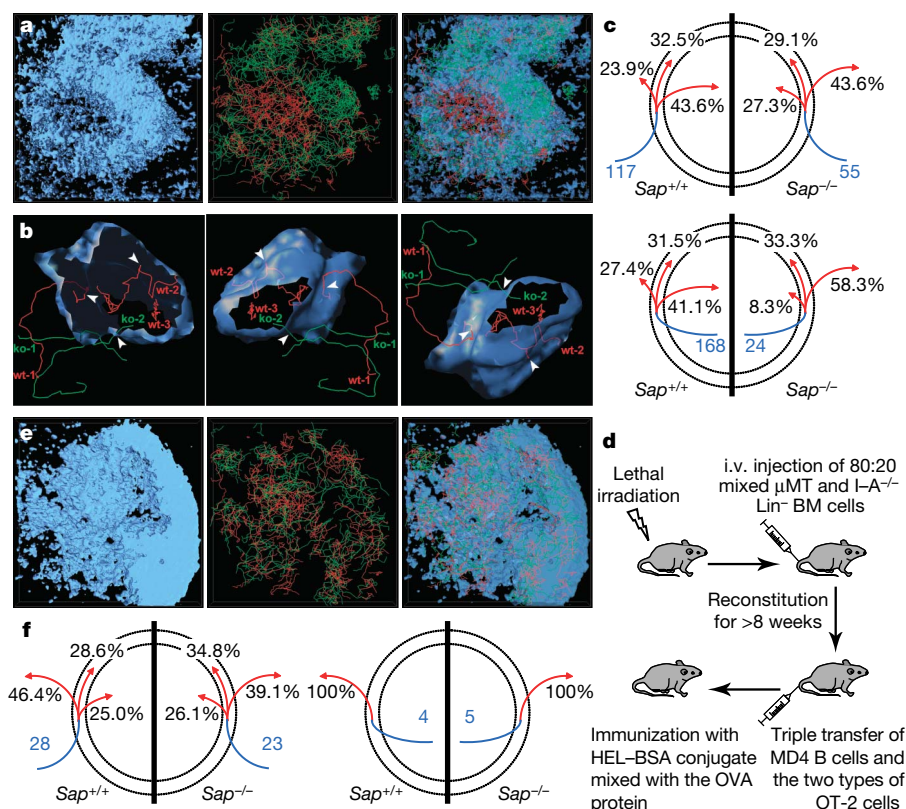 a
b
wt-2
ko-2
wt-3
ko-1
wt-1
wt-2
wt-3
ko-2
ko-1
wt-1
wt-1
ko-1
ko-2
wt-3
wt-2
c
32.5%
29.1%
23.9%
43.6%
43.6%
27.3%
117
55
Sap+/+
Sap–/–
31.5%
33.3%
27.4%
58.3%
41.1%
8.3%
168
24
Sap+/+
Sap–/–
d
Lethal
irradiation
i.v. injection of 80:20
mixed μMT and I–A–/–
Lin– BM cells
Reconstitution
for >8 weeks
Immunization with
HEL–BSA conjugate
mixed with the OVA
protein
Triple transfer of
MD4 B cells and
the two types of
OT-2 cells
e
f
28.6%
34.8%
46.4%
39.1%
25.0%
26.1%
28
23
Sap+/+
Sap–/–
100%
100%
4
5
Sap+/+
Sap–/–